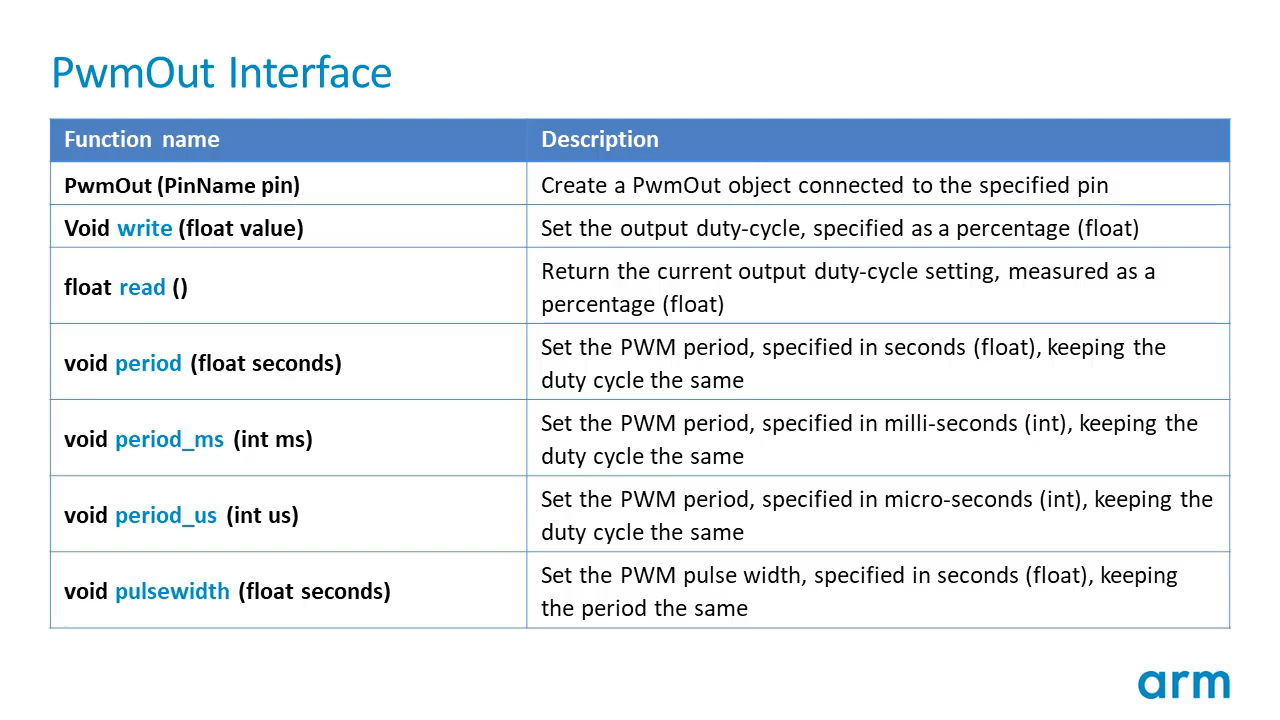 PwmOut Interface
Function name
Description
PwmOut (PinName pin)
Create a PwmOut object connected to the specified pin
Void write (float value)
Set the output duty-cycle, specified as a percentage (float)
float read ()
Return the current output duty-cycle setting, measured as a
percentage (float)
void period (float seconds)
Set the PWM period, specified in seconds (float), keeping the
duty cycle the same
void period_ms (int ms)
Set the PWM period, specified in milli-seconds (int), keeping the
duty cycle the same
void period_us (int us)
Set the PWM period, specified in micro-seconds (int), keeping the
duty cycle the same
void pulsewidth (float seconds)
Set the PWM pulse width, specified in seconds (float), keeping
the period the same
arm